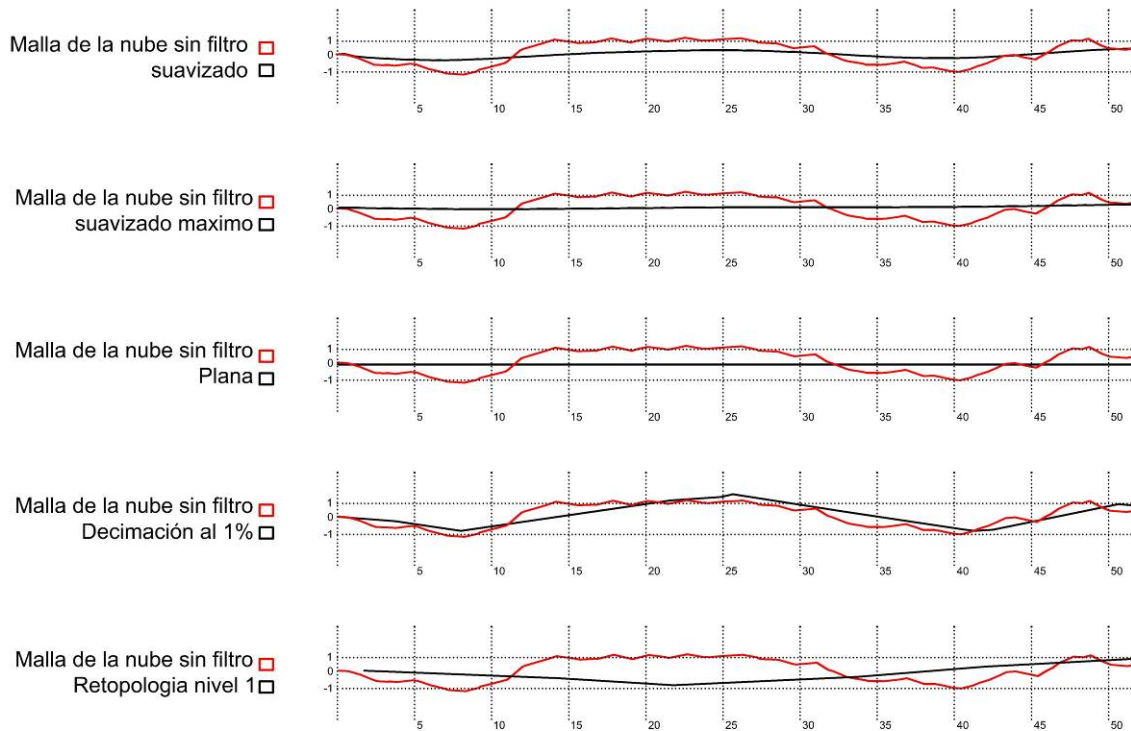 Malla de la nube sin filtro
suavizado
1
0
-1
5 10 15 20 25 30 35 40 45 50
Malla de la nube sin filtro
suavizado maximo
1
0
-1
5 10 15 20 25 30 35 40 45 50
Malla de la nube sin filtro
Plana
1
0
-1
5 10 15 20 25 30 35 40 45 50
Malla de la nube sin filtro
Decimación al 1%
1
0
-1
5 10 15 20 25 30 35 40 45 50
Malla de la nube sin filtro
Retopologia nivel 1
1
0
-1
5 10 15 20 25 30 35 40 45 50